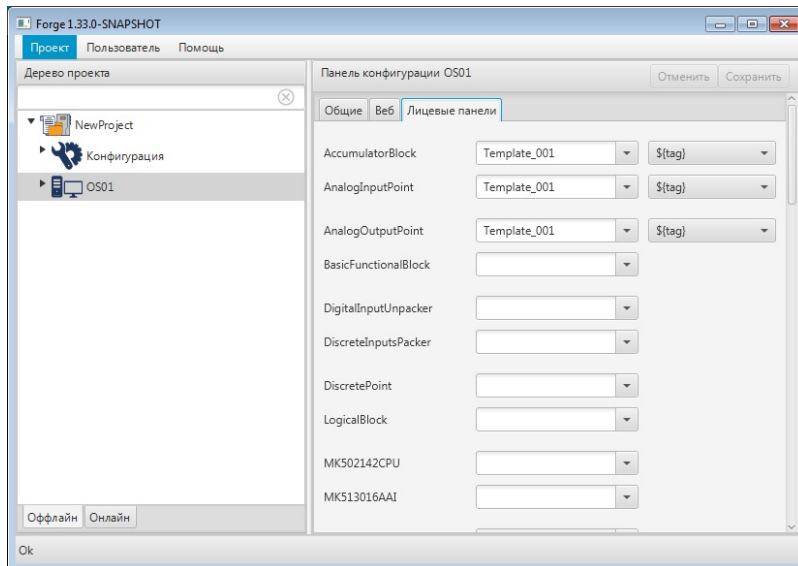 Forge 1.33.0-SNAPSHOT
Проект Пользователь Помощь
Дерево проекта
NewProject
Конфигурация
OS01
Оффлайн Онлайн
Панель конфигурации OS01
Отменить Сохранить
Общие Веб Лицевые панели
AccumulatorBlock Template_001 ${tag}
AnalogInputPoint Template_001 ${tag}
AnalogOutputPoint Template_001 ${tag}
BasicFunctionalBlock
DigitalInputUnpacker
DiscreteInputsPacker
DiscretePoint
LogicalBlock
MK502142CPU
MK513016AAI
Ok